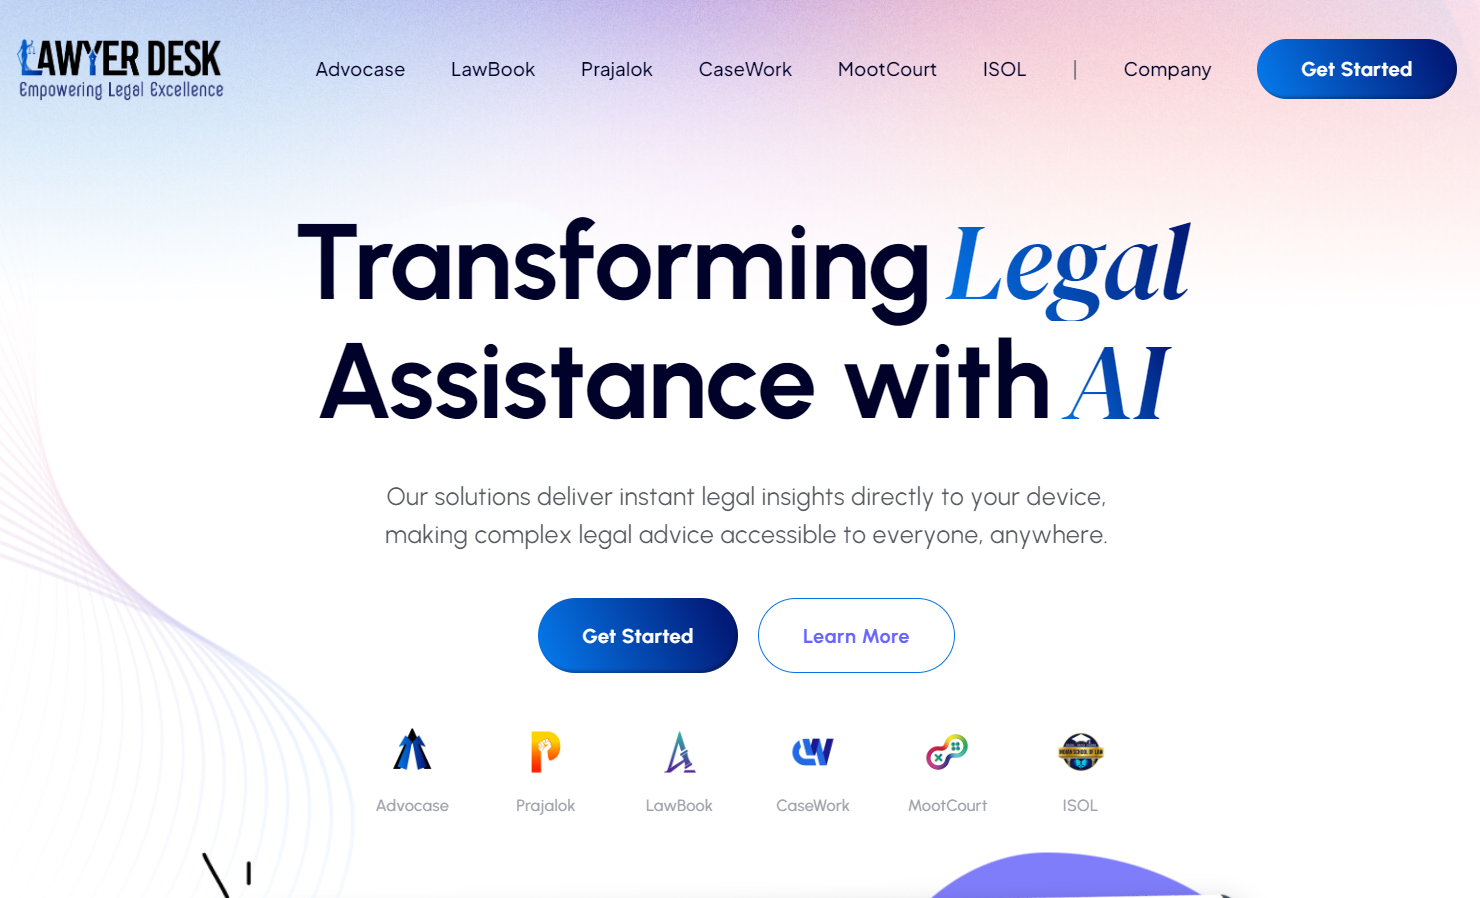 LAWYER DESK
Empowering Legal Excellence
Advocase LawBook Prajalok CaseWork MootCourt ISOL | Company Get Started
Transforming Legal
Assistance with AI
Our solutions deliver instant legal insights directly to your device,
making complex legal advice accessible to everyone, anywhere.
Get Started Learn More
Advocase Prajalok LawBook CaseWork MootCourt ISOL